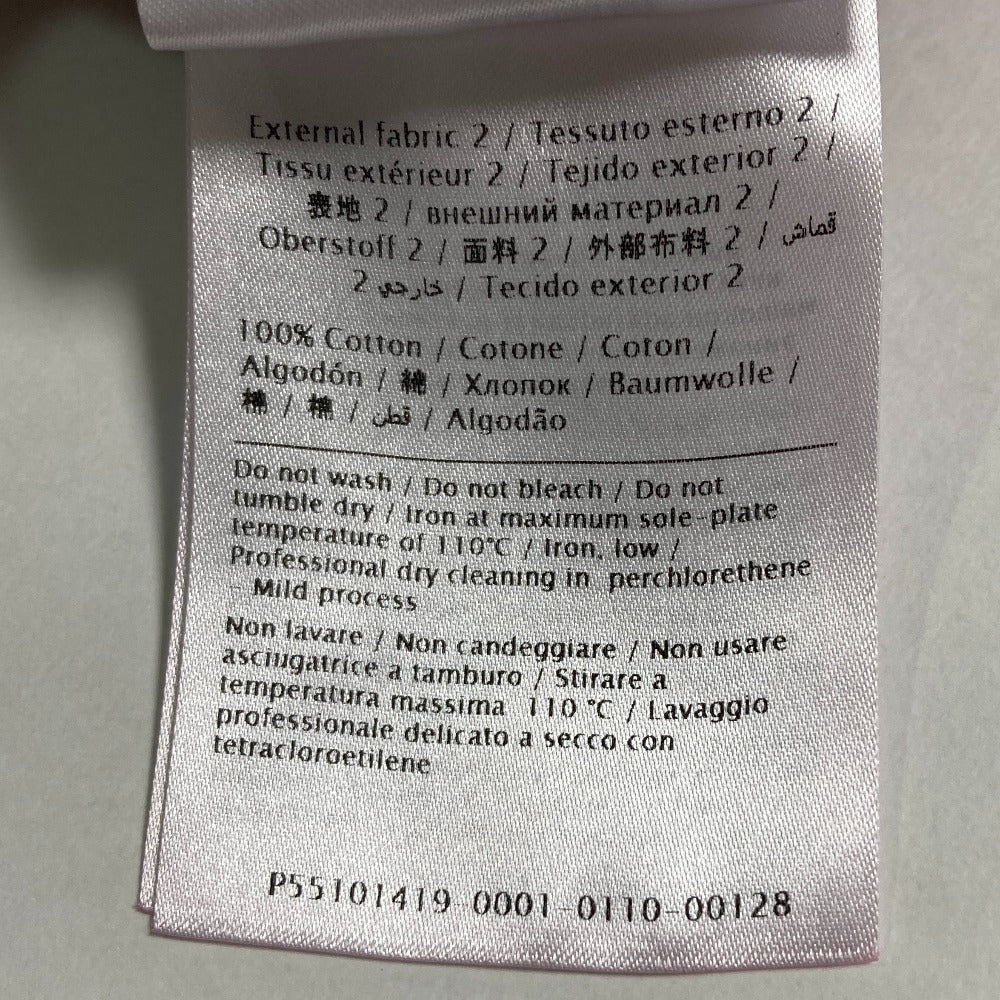 External fabric 2 / Tessuto esterno 2 /
Tissu extérieur 2 / Tejido exterior 2 /
表地 2 / внешний материал 2 /
Oberstoff 2 / 面料 2 / 外部布料 2 / قماش
خارجي 2 / Tecido exterior 2
100% Cotton / Cotone / Coton /
Algodón / 綿 / Хлопок / Baumwolle /
棉 / 棉 / قطن / Algodão
Do not wash / Do not bleach / Do not
tumble dry / Iron at maximum sole-plate
temperature of 110°C / Iron, low /
Professional dry cleaning in perchlorethene
- Mild process
Non lavare / Non candeggiare / Non usare
asciugatrice a tamburo / Stirare a
temperatura massima 110 °C / Lavaggio
professionale delicato a secco con
tetracloroetilene
P55101419-0001-0110-00128